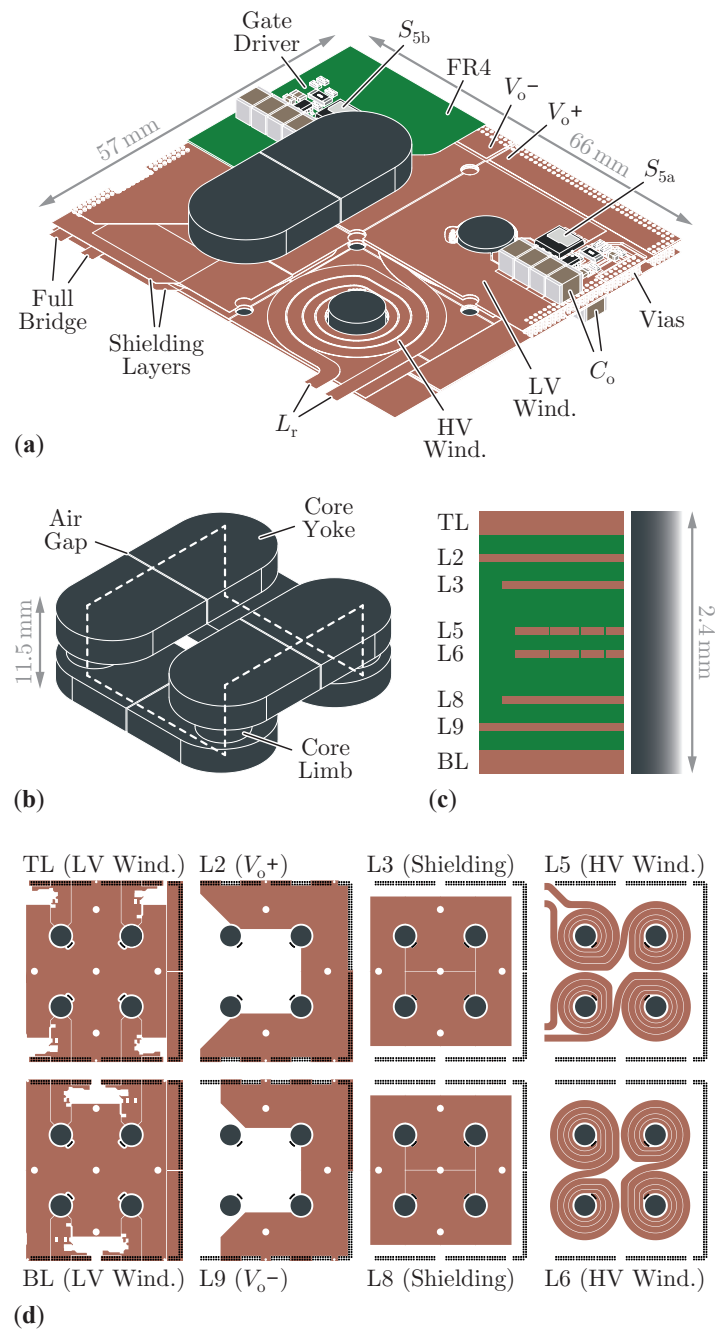 Gate
Driver
S5b
FR4
Vo−
Vo+
57 mm
66 mm
S5a
Full
Bridge
Shielding
Layers
Lr
HV
Wind.
LV
Wind.
Co
Vias
(a)
Air
Gap
Core
Yoke
11.5 mm
Core
Limb
(b)
TL
L2
L3
L5
L6
L8
L9
BL
2.4 mm
(c)
TL (LV Wind.)
L2 (Vo+)
L3 (Shielding)
L5 (HV Wind.)
BL (LV Wind.)
L9 (Vo−)
L8 (Shielding)
L6 (HV Wind.)
(d)